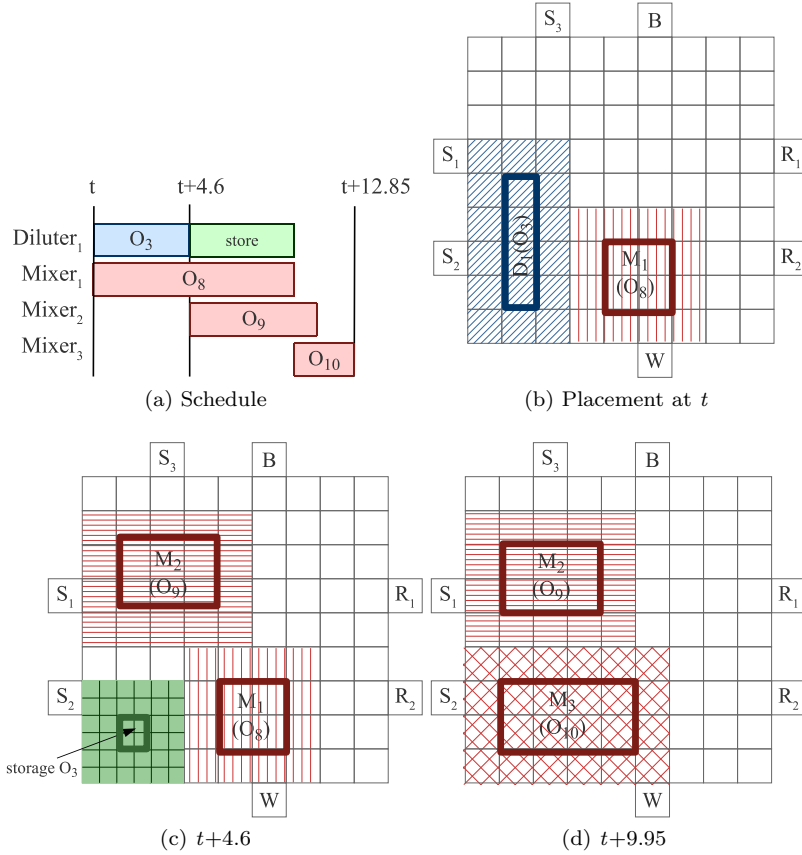 S₃ B
t t+4.6 t+12.85
Diluter₁ O₃ store
Mixer₁ O₈
Mixer₂ O₉
Mixer₃ O₁₀
(a) Schedule
S₁ R₁
S₂ R₂
D₁(O₃)
M₁
(O₈)
W
(b) Placement at t
S₃ B
M₂
(O₉)
S₁ R₁
S₂ R₂
M₁
(O₈)
storage O₃
W
(c) t+4.6
S₃ B
M₂
(O₉)
S₁ R₁
S₂ R₂
M₃
(O₁₀)
W
(d) t+9.95